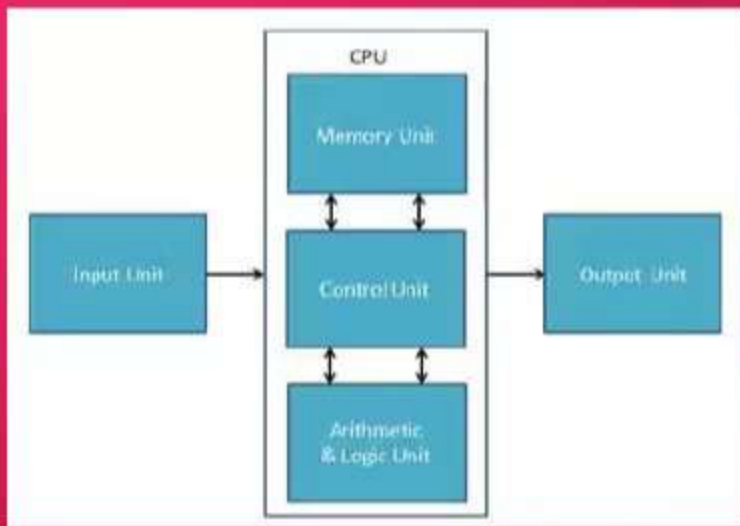 CPU
Memory Unit
Input Unit
Control Unit
Output Unit
Arithmetic
& Logic Unit